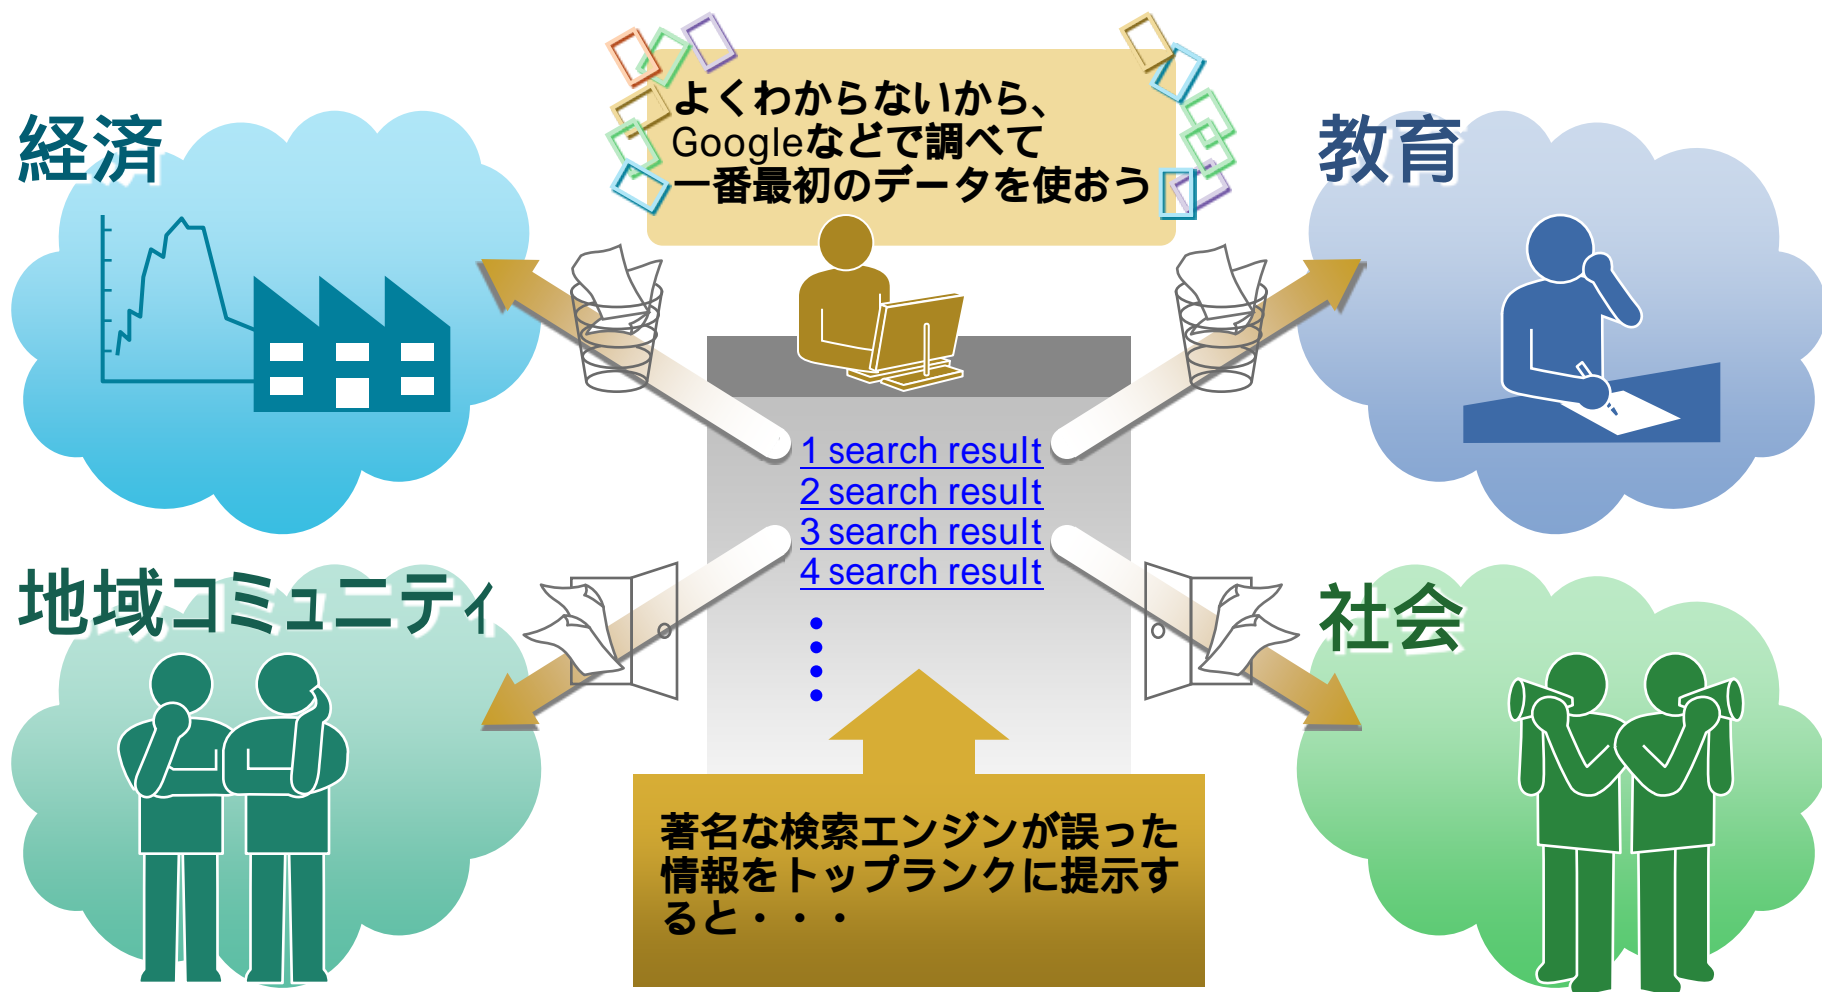 よくわからないから、
Googleなどで調べて
一番最初のデータを使おう
経済
教育
1 search result
2 search result
3 search result
4 search result
地域コミュニティ
社会
著名な検索エンジンが誤った
情報をトップランクに提示す
ると・・・